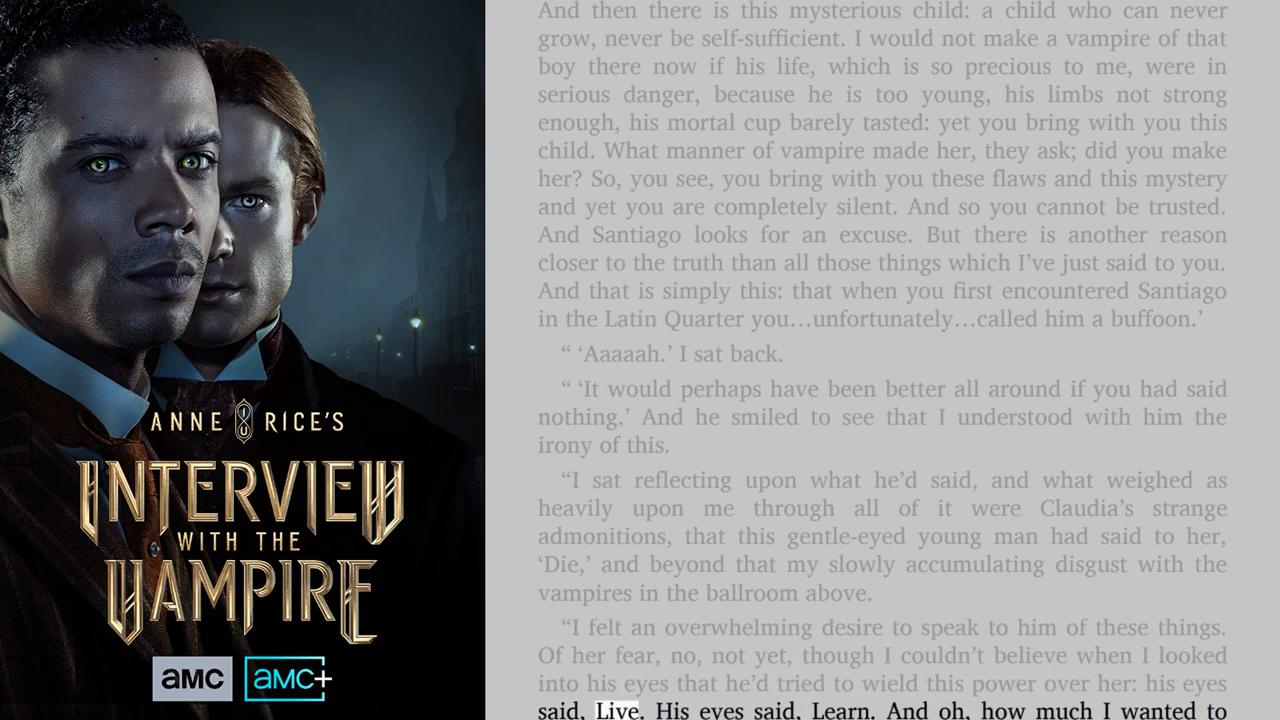 ANNE RICE'S
INTERVIEW
WITH THE
VAMPIRE
aMC
aMC+
And then there is this mysterious child: a child who can never
grow, never be self-sufficient. I would not make a vampire of that
boy there now if his life, which is so precious to me, were in
serious danger, because he is too young, his limbs not strong
enough, his mortal cup barely tasted: yet you bring with you this
child. What manner of vampire made her, they ask; did you make
her? So, you see, you bring with you these flaws and this mystery
and yet you are completely silent. And so you cannot be trusted.
And Santiago looks for an excuse. But there is another reason
closer to the truth than all those things which I’ve just said to you.
And that is simply this: that when you first encountered Santiago
in the Latin Quarter you…unfortunately…called him a buffoon.’
“ ‘Aaaaah.’ I sat back.
“ ‘It would perhaps have been better all around if you had said
nothing.’ And he smiled to see that I understood with him the
irony of this.
“I sat reflecting upon what he’d said, and what weighed as
heavily upon me through all of it were Claudia’s strange
admonitions, that this gentle-eyed young man had said to her,
‘Die,’ and beyond that my slowly accumulating disgust with the
vampires in the ballroom above.
“I felt an overwhelming desire to speak to him of these things.
Of her fear, no, not yet, though I couldn’t believe when I looked
into his eyes that he’d tried to wield this power over her: his eyes
said, Live. His eyes said, Learn. And oh, how much I wanted to